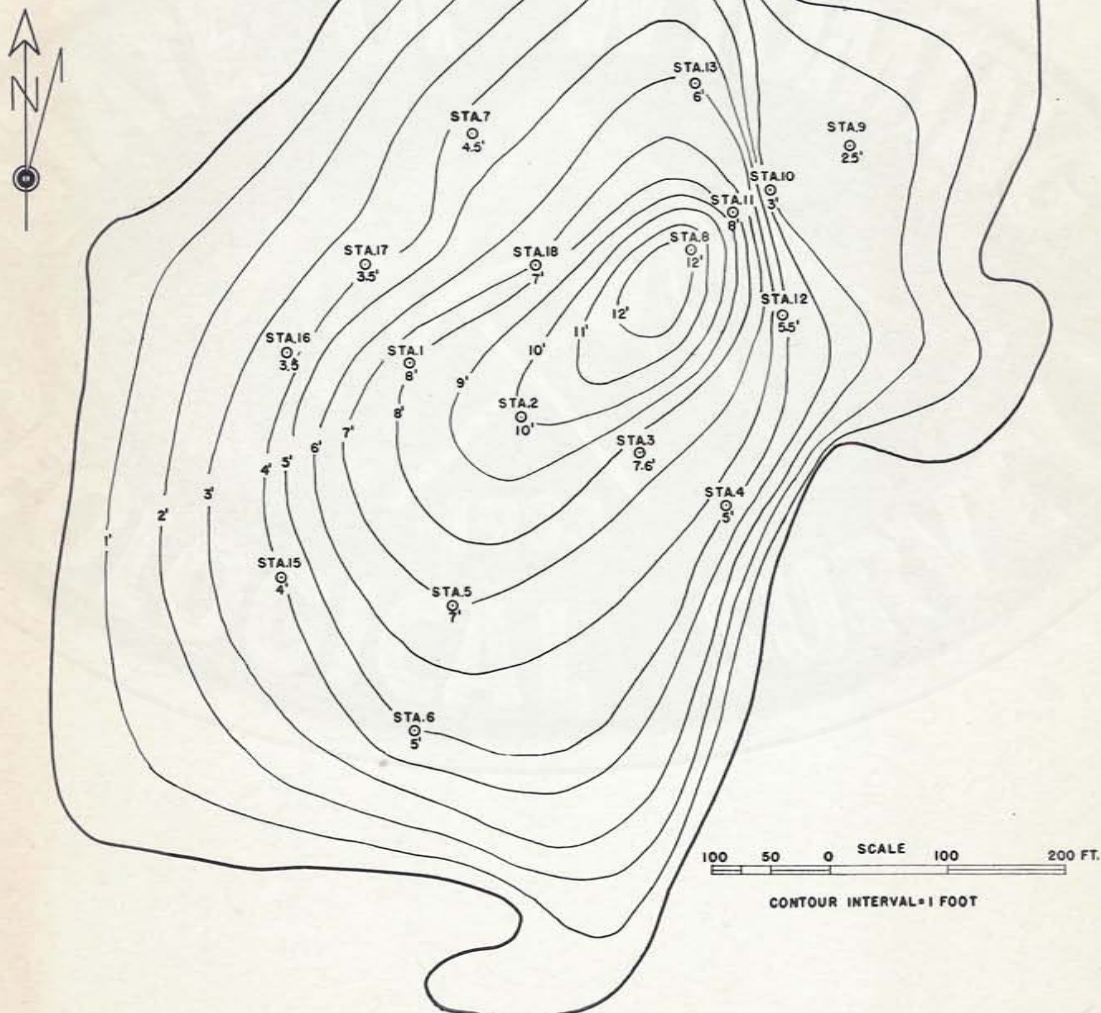 N
STA.13
6'
STA.7
4.5'
STA.9
2.5'
STA.10
3'
STA.11
8'
STA.8
12'
STA.17
3.5'
STA.18
7'
STA.12
5.5'
12'
11'
STA.16
3.5
STA.1
8'
10'
9'
STA.2
10'
8'
7'
6'
5'
4'
3'
2'
1'
STA.3
7.6'
STA.4
5'
STA.15
4'
STA.5
7'
STA.6
5'
SCALE
100 50 0 100 200 FT.
CONTOUR INTERVAL=1 FOOT